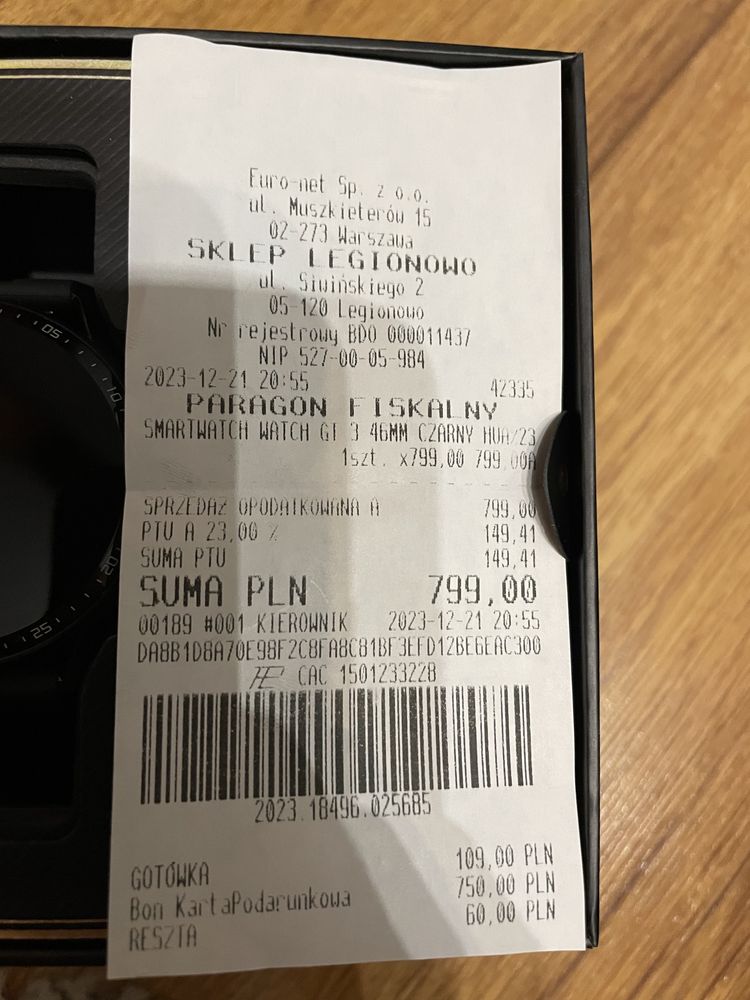 Euro-net Sp. z o.o.
ul. Muszkieterów 15
02-273 Warszawa
SKLEP LEGIONOWO
ul. Siwińskiego 2
05-120 Legionowo
Nr rejestrowy BDO 000011437
NIP 527-00-05-984
2023-12-21 20:55 42335
PARAGON FISKALNY
SMARTWATCH WATCH GT 3 46MM CZARNY HUA/23
1szt. x799,00 799,00A
SPRZEDAŻ OPODATKOWANA A 799,00
PTU A 23,00 % 149,41
SUMA PTU 149,41
SUMA PLN 799,00
00189 #001 KIEROWNIK 2023-12-21 20:55
DA8B1D8A70E98F2C8FA8C81BF3EFD12BE6EAC300
CAC 1501233228
2023.18496.025685
GOTÓWKA 109,00 PLN
Bon KartaPodarunkowa 750,00 PLN
RESZTA 60,00 PLN
05
10
20
25